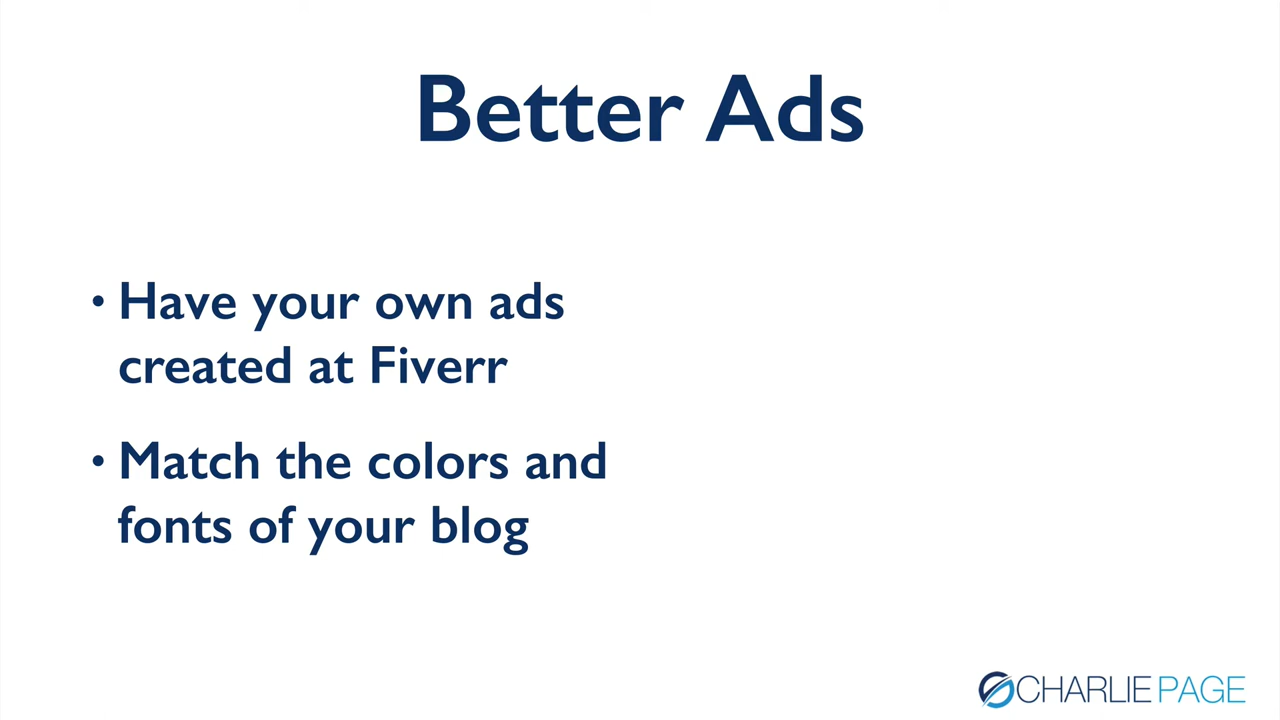 Better Ads
• Have your own ads
created at Fiverr
• Match the colors and
fonts of your blog
CHARLIE PAGE